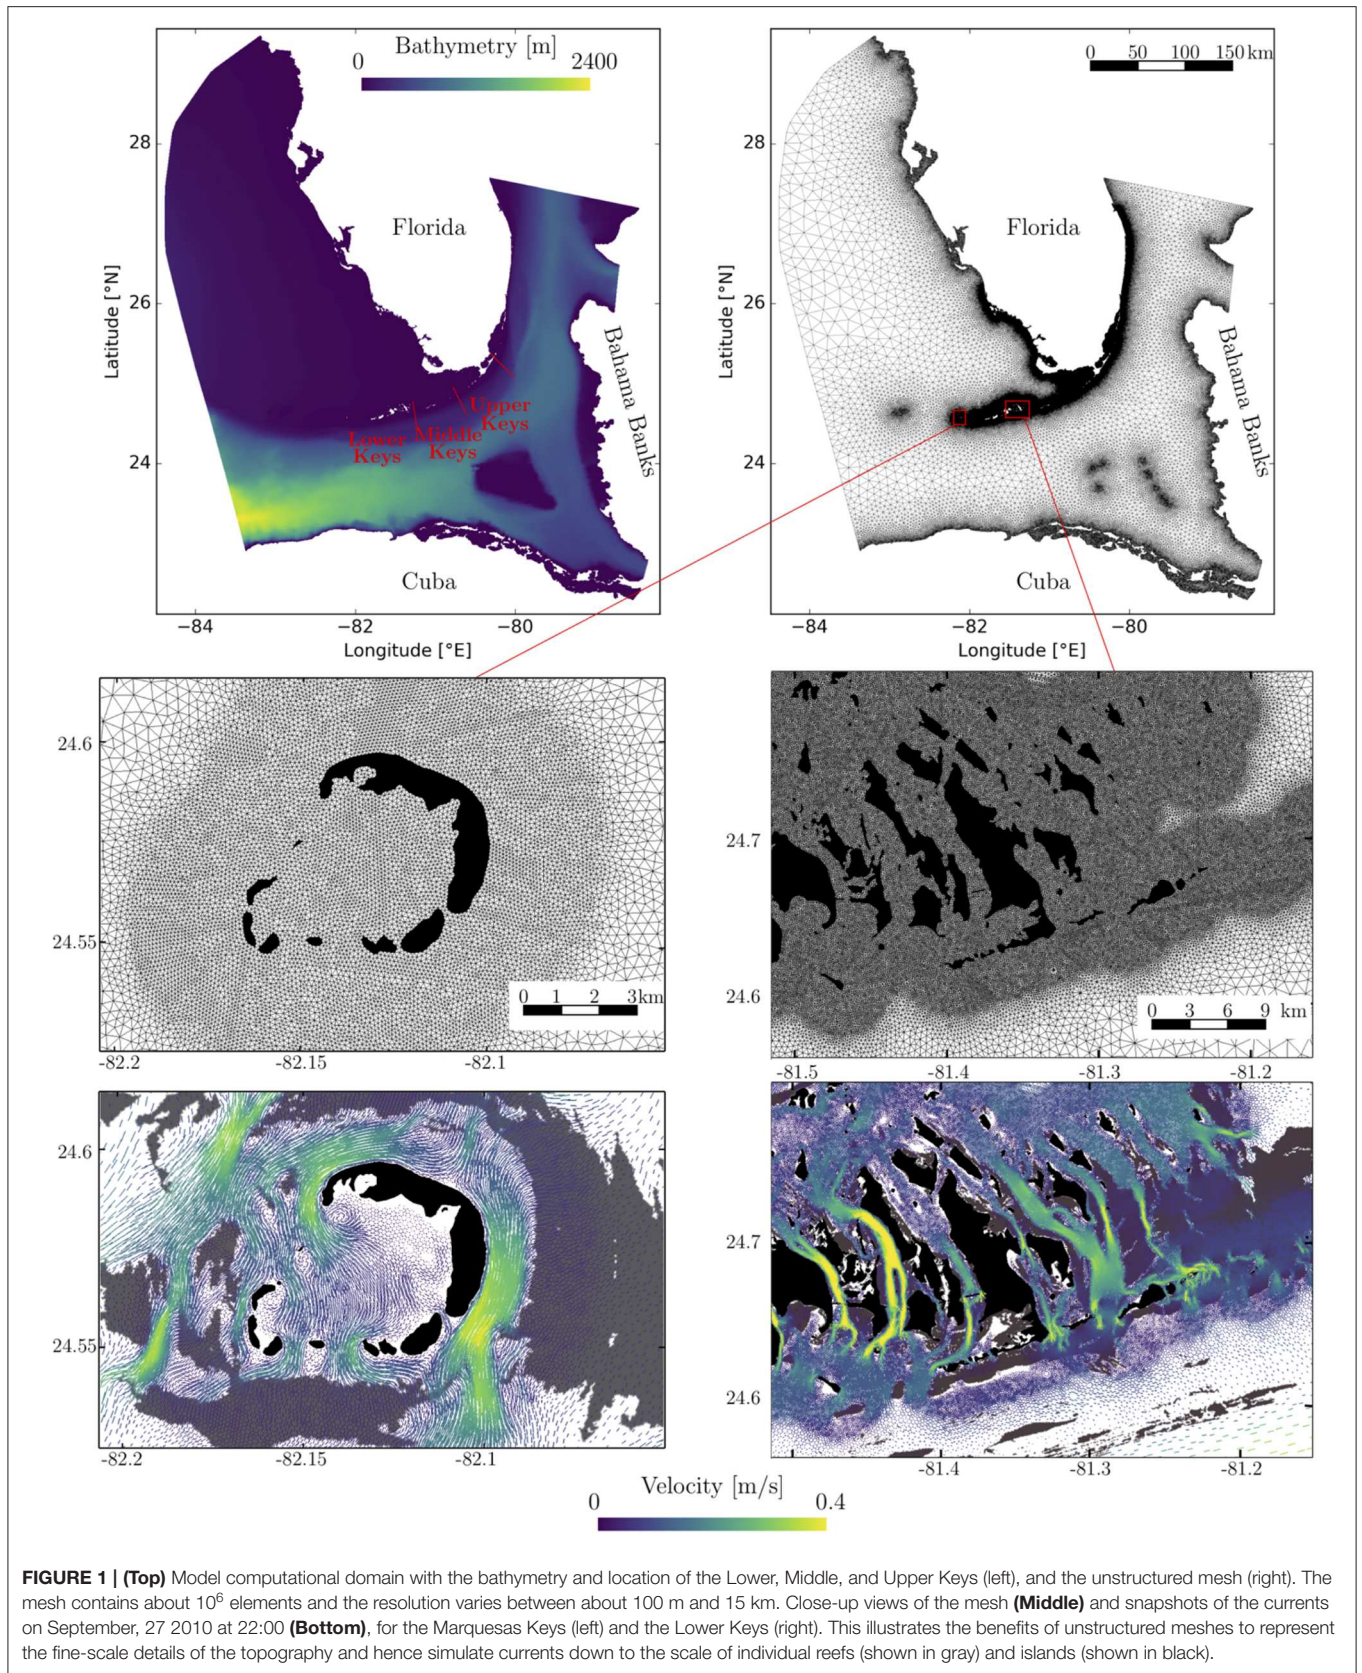 Bathymetry [m]
0 2400
0 50 100 150 km
28
28
Florida
Florida
Latitude [°N]
Latitude [°N]
26
26
Bahama Banks
Bahama Banks
Upper
Keys
Middle
Keys
Lower
Keys
24
24
Cuba
Cuba
−84 −82 −80
−84 −82 −80
Longitude [°E]
Longitude [°E]
24.6
24.55
0 1 2 3km
-82.2 -82.15 -82.1
24.7
24.6
0 3 6 9 km
-81.5 -81.4 -81.3 -81.2
24.6
24.55
-82.2 -82.15 -82.1
24.7
24.6
-81.4 -81.3 -81.2
Velocity [m/s]
0 0.4
FIGURE 1 | (Top) Model computational domain with the bathymetry and location of the Lower, Middle, and Upper Keys (left), and the unstructured mesh (right). The
mesh contains about 10⁶ elements and the resolution varies between about 100 m and 15 km. Close-up views of the mesh (Middle) and snapshots of the currents
on September, 27 2010 at 22:00 (Bottom), for the Marquesas Keys (left) and the Lower Keys (right). This illustrates the benefits of unstructured meshes to represent
the fine-scale details of the topography and hence simulate currents down to the scale of individual reefs (shown in gray) and islands (shown in black).